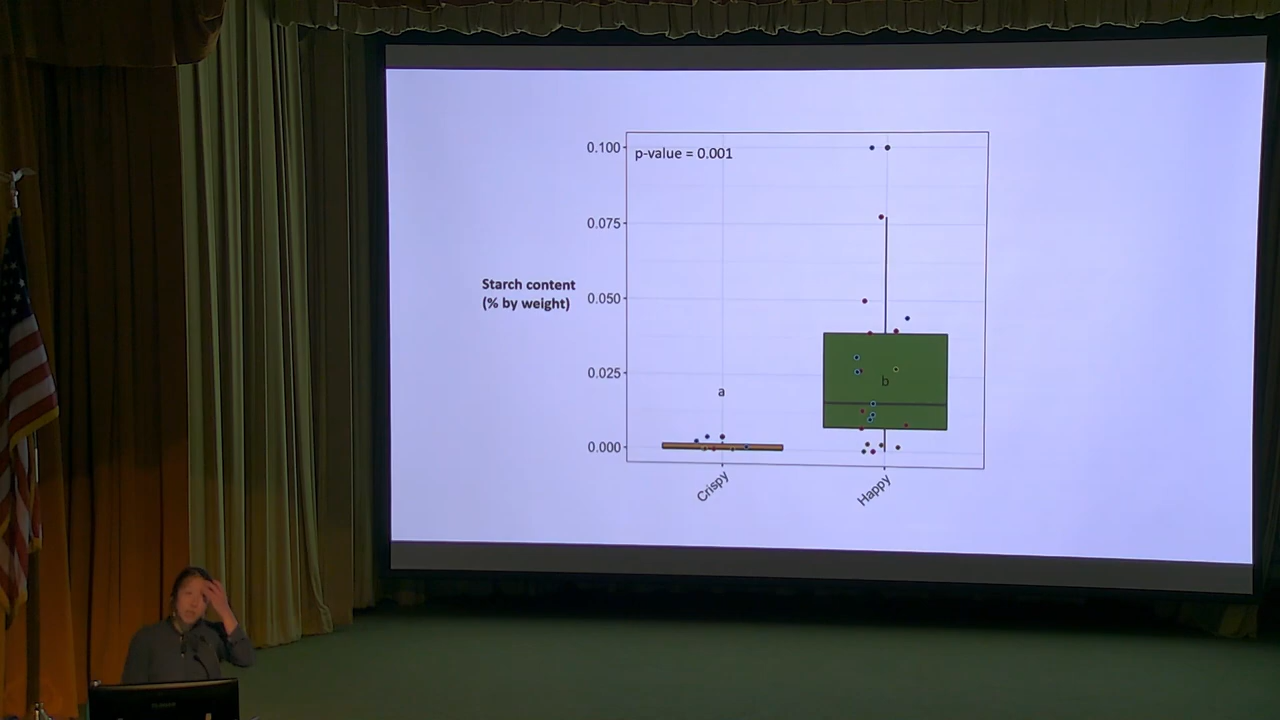 p-value = 0.001
0.100
0.075
0.050
0.025
0.000
Starch content
(% by weight)
a
b
Crispy
Happy